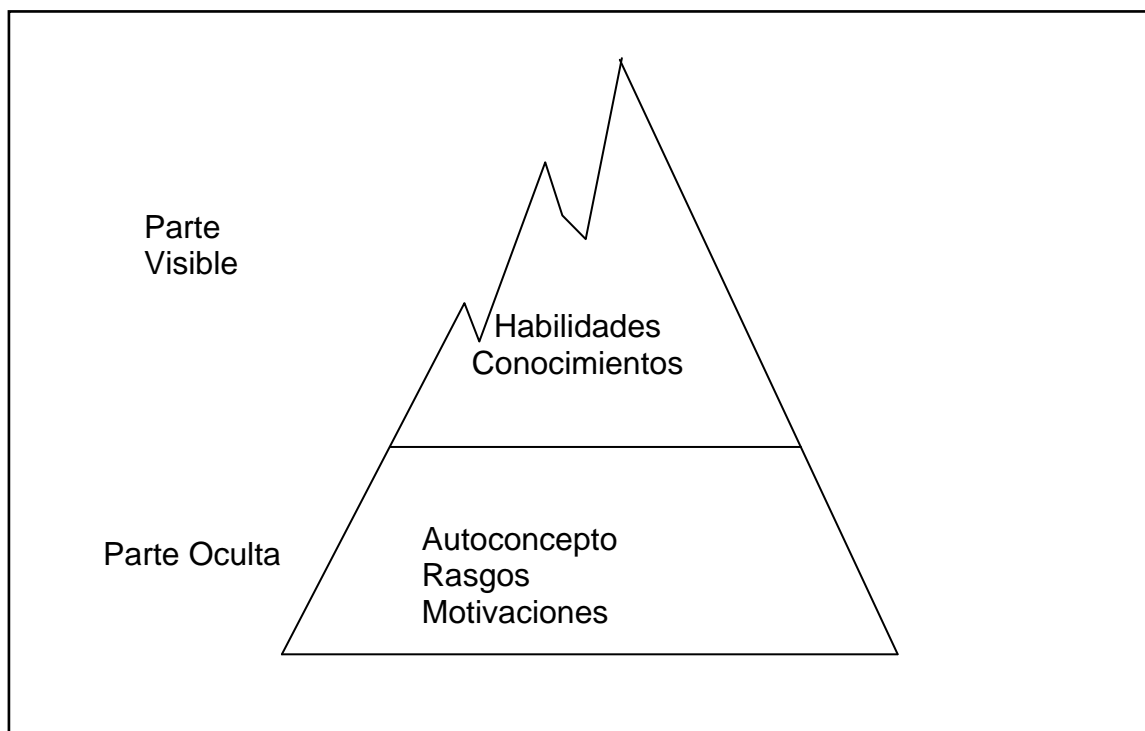 Parte
Visible
Habilidades
Conocimientos
Parte Oculta
Autoconcepto
Rasgos
Motivaciones